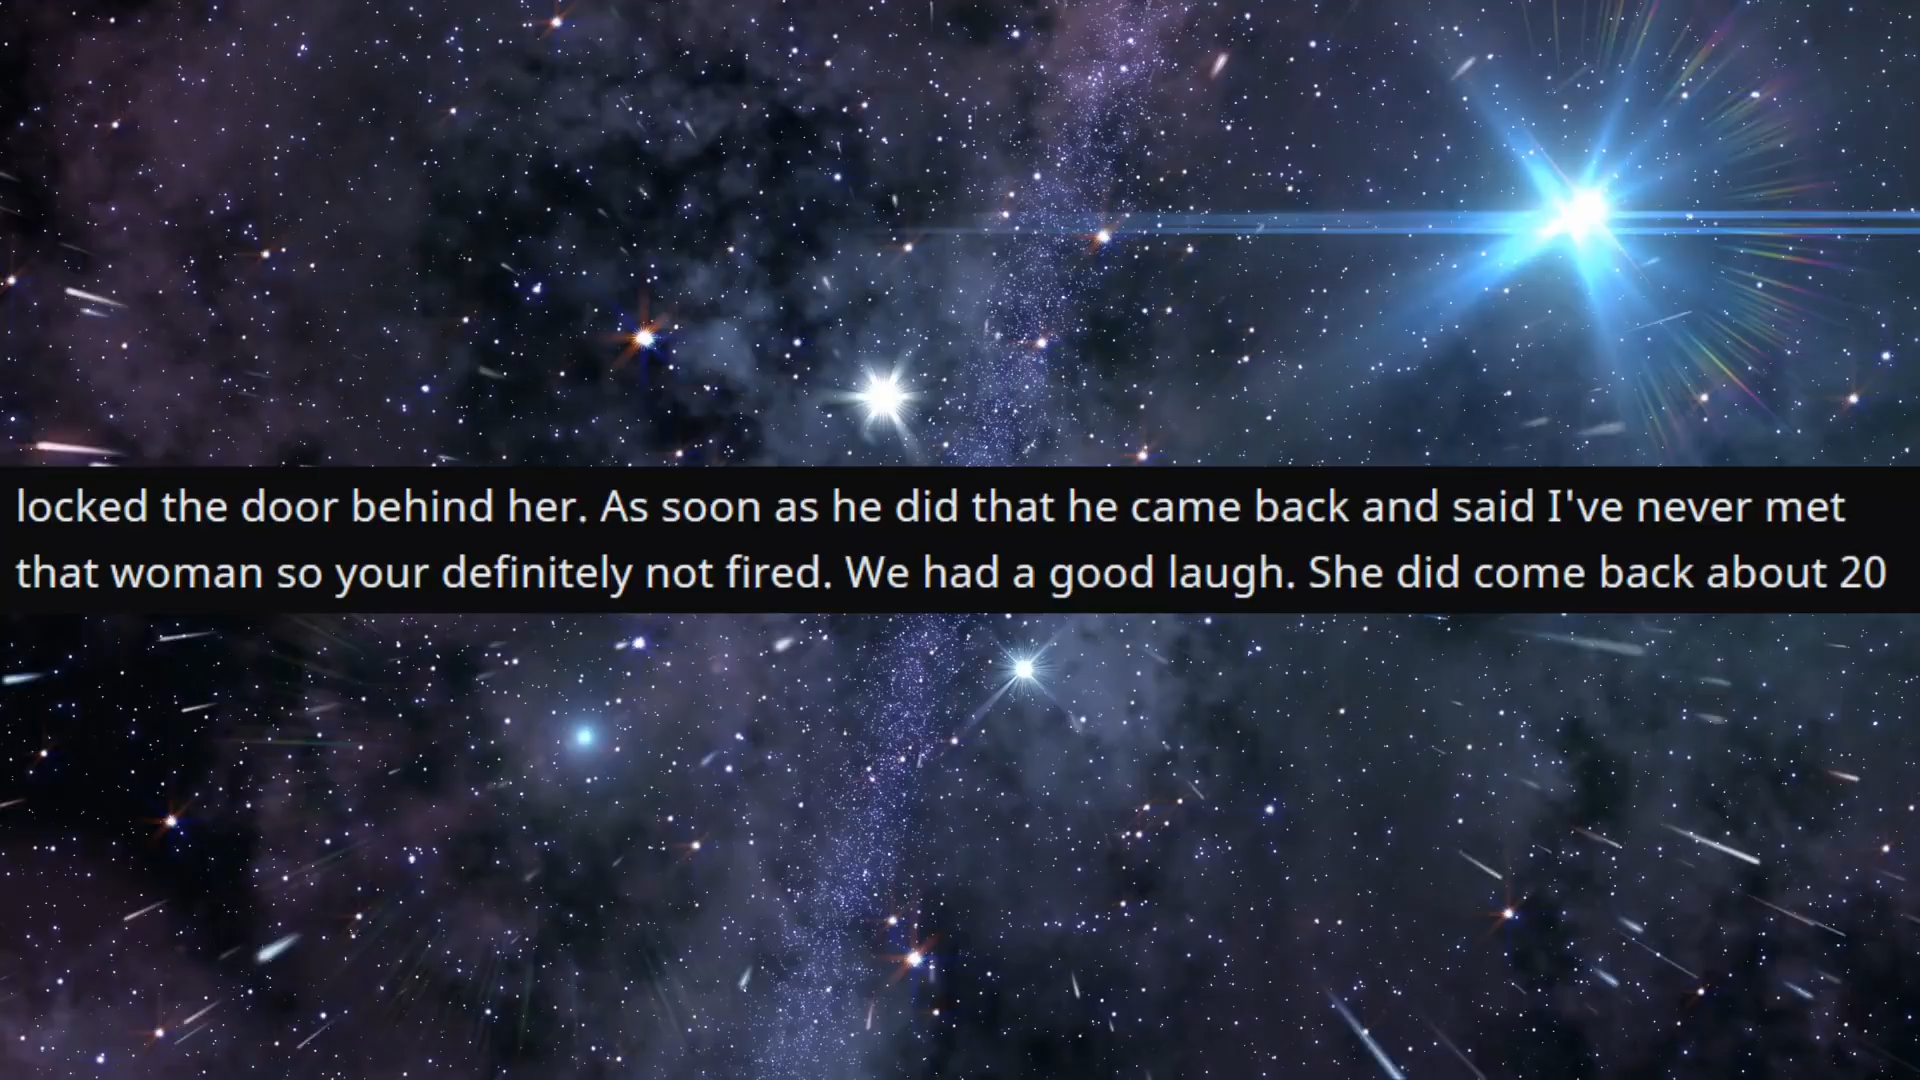 locked the door behind her. As soon as he did that he came back and said I've never met
that woman so your definitely not fired. We had a good laugh. She did come back about 20